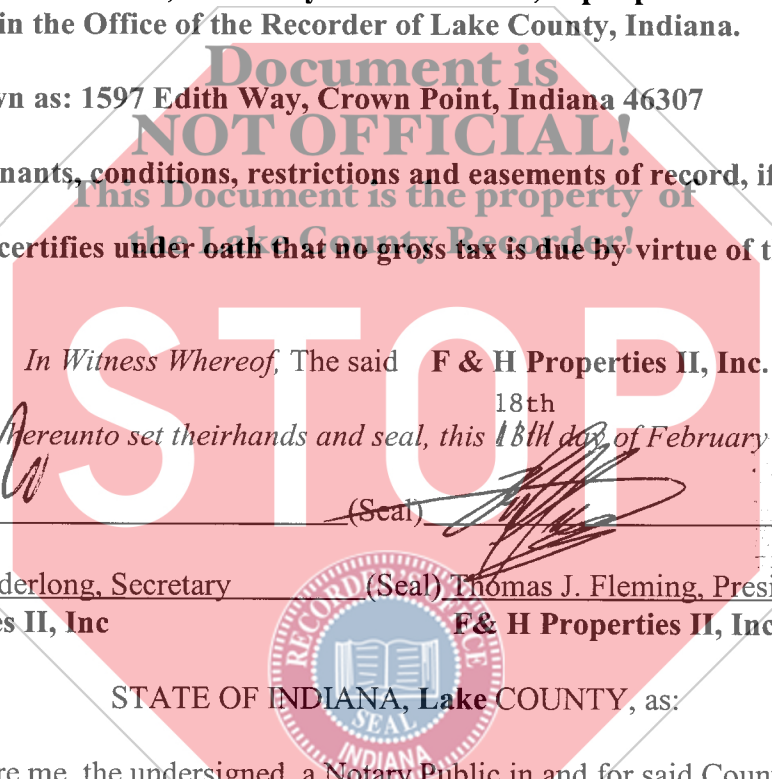 in the Office of the Recorder of Lake County, Indiana.
Document is
wn as: 1597 Edith Way, Crown Point, Indiana 46307
NOT OFFICIAL!
nants, conditions, restrictions and easements of record, if
This Document is the property of
the Lake County Recorder!
certifies under oath that no gross tax is due by virtue of t
STOP
In Witness Whereof, The said F & H Properties II, Inc.
18th
hereunto set theirhands and seal, this 18th day of February
(Seal)
derlong, Secretary (Seal) Thomas J. Fleming, Presi
es II, Inc F& H Properties II, Inc
RECORDER'S OFFICE
SEAL
INDIANA
STATE OF INDIANA, Lake COUNTY, as:
re me, the undersigned, a Notary Public in and for said Coun